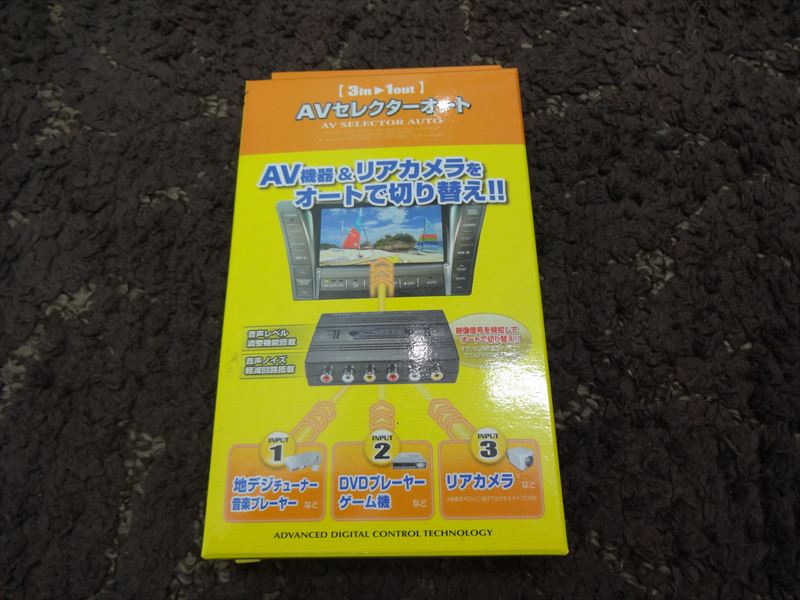 【 3in▶1out 】
AVセレクターオート
AV SELECTOR AUTO
AV機器&リアカメラを
オートで切り替え!!
音声レベル
調整機能搭載
音声ノイズ
軽減回路搭載
映像信号を検知して
オートで切り替え!!
INPUT
1
地デジチューナー
音楽プレーヤー など
INPUT
2
DVDプレーヤー
ゲーム機 など
INPUT
3
リアカメラ など
ADVANCED DIGITAL CONTROL TECHNOLOGY